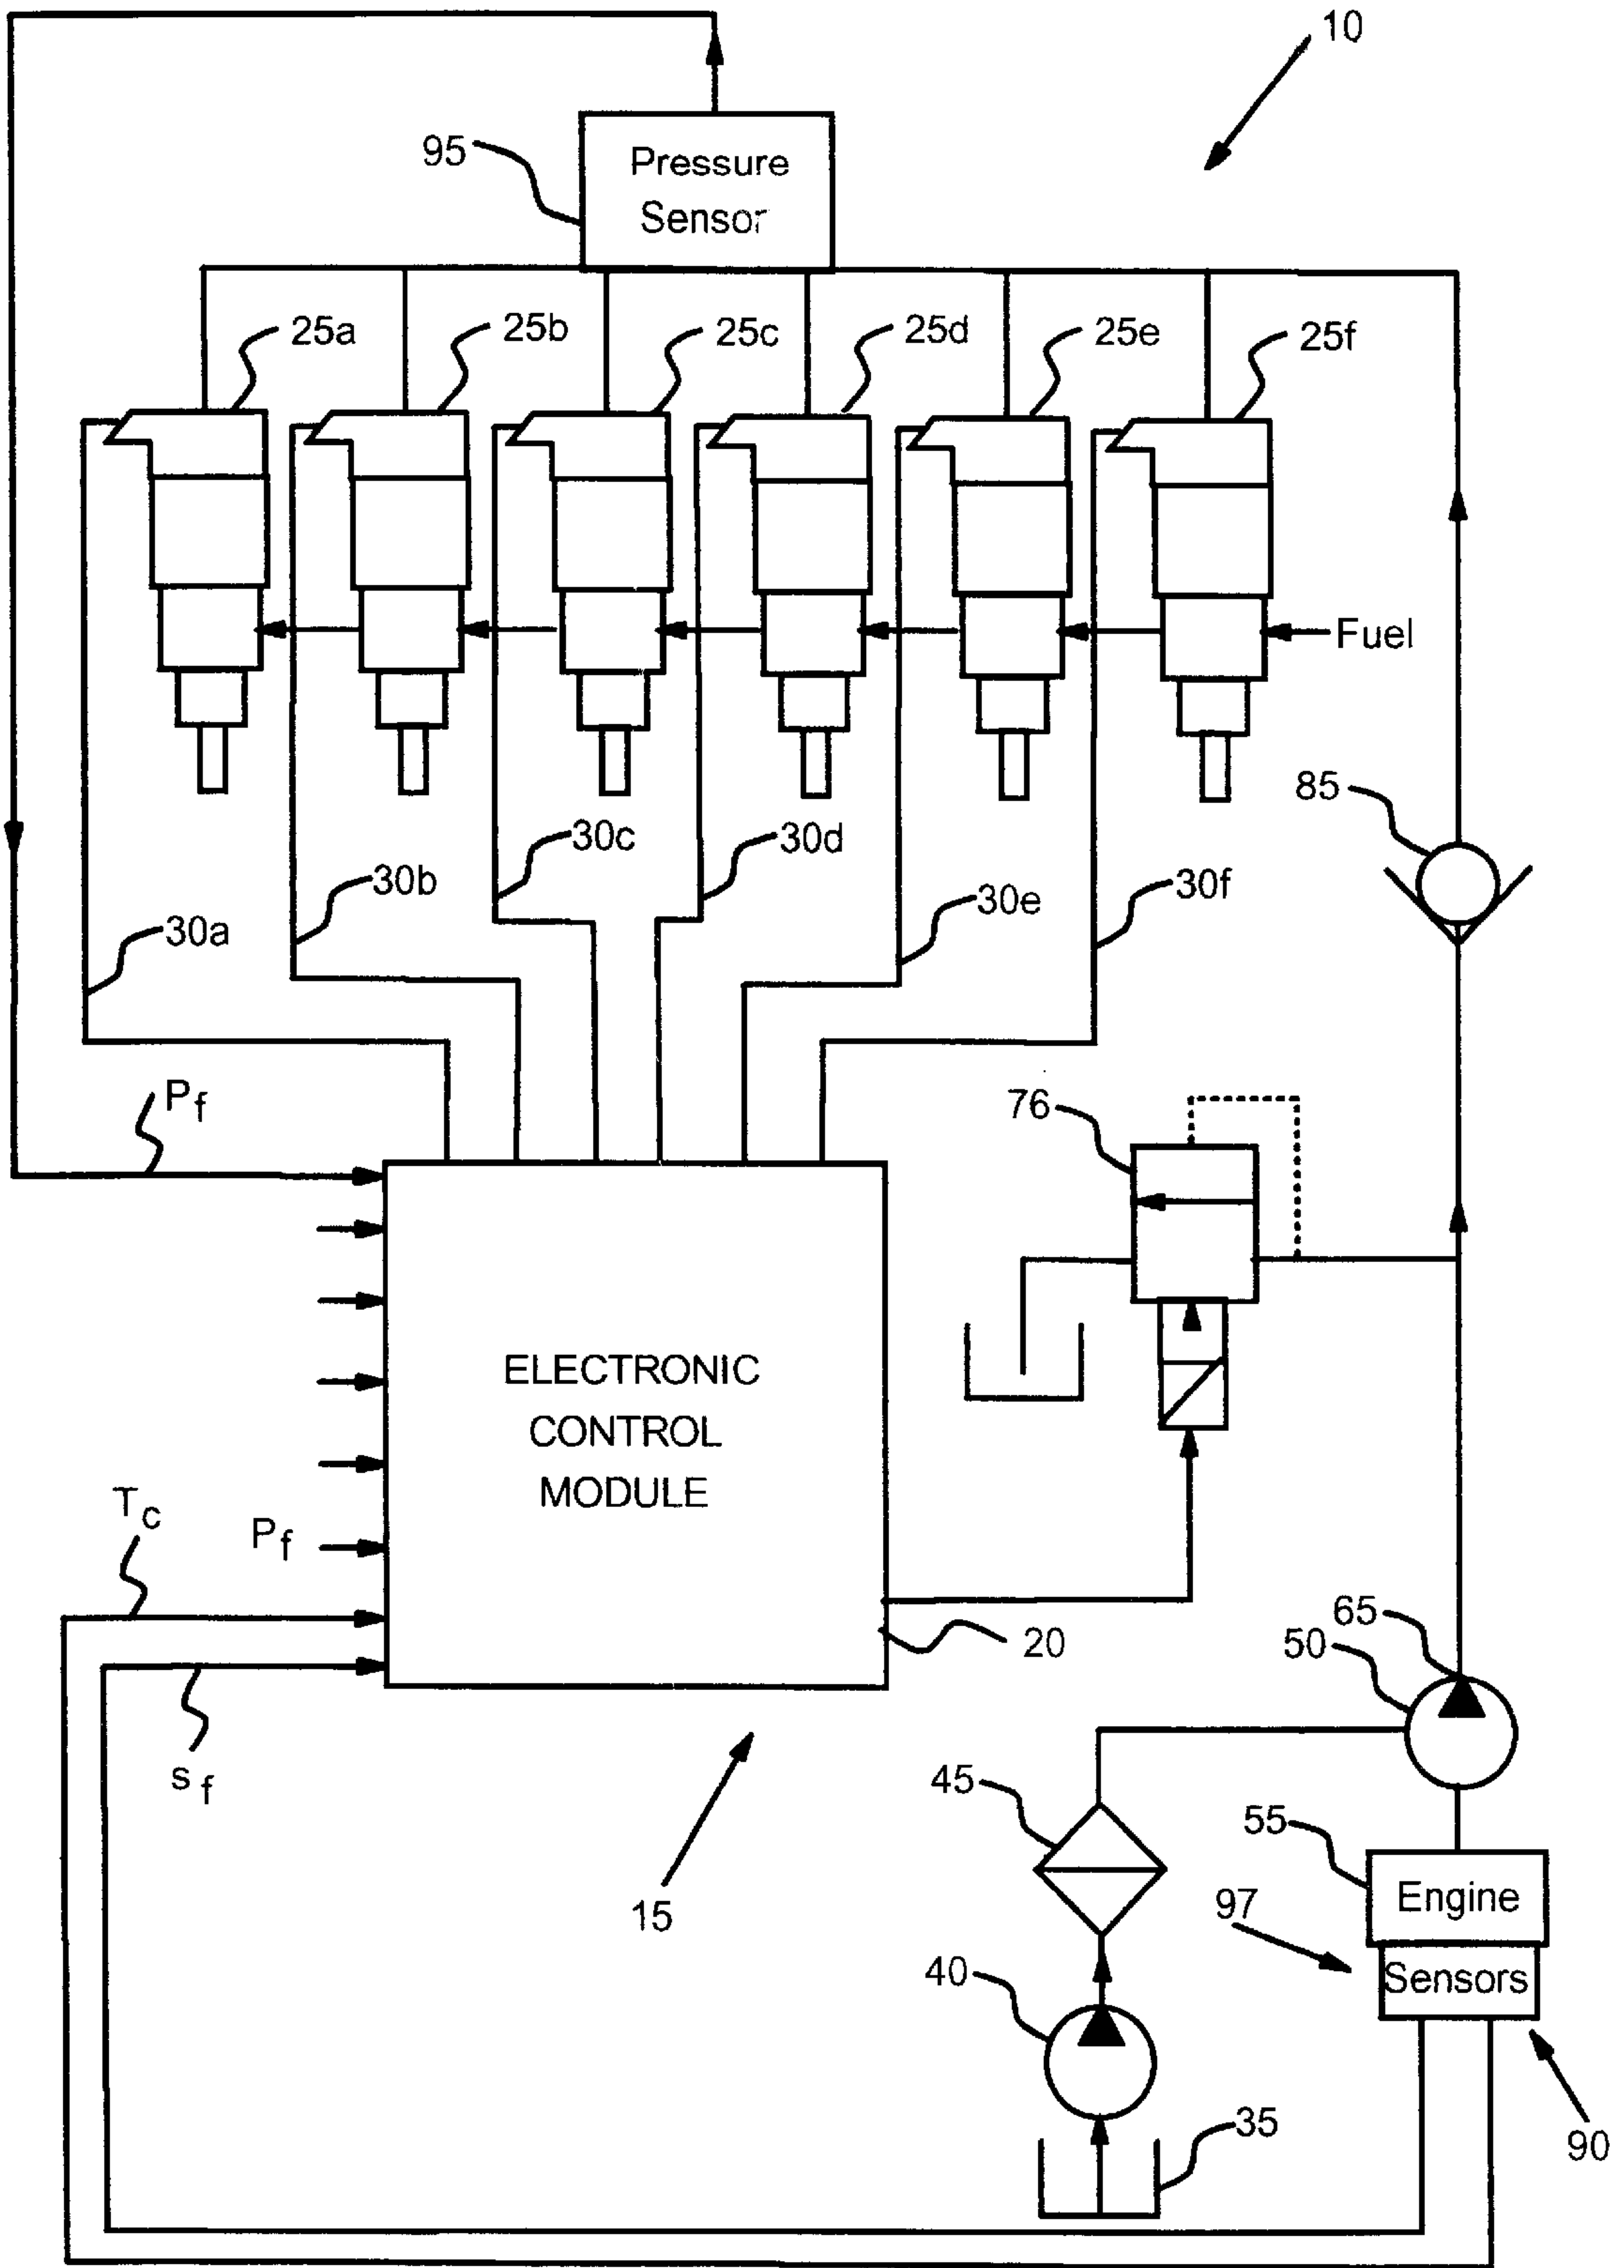 10
95
Pressure
Sensor
25a
25b
25c
25d
25e
25f
Fuel
85
30c
30d
30b
30e
30f
30a
76
Pf
ELECTRONIC
CONTROL
MODULE
Tc
Pf
65
20
50
Sf
45
55
Engine
97
15
40
Sensors
35
90